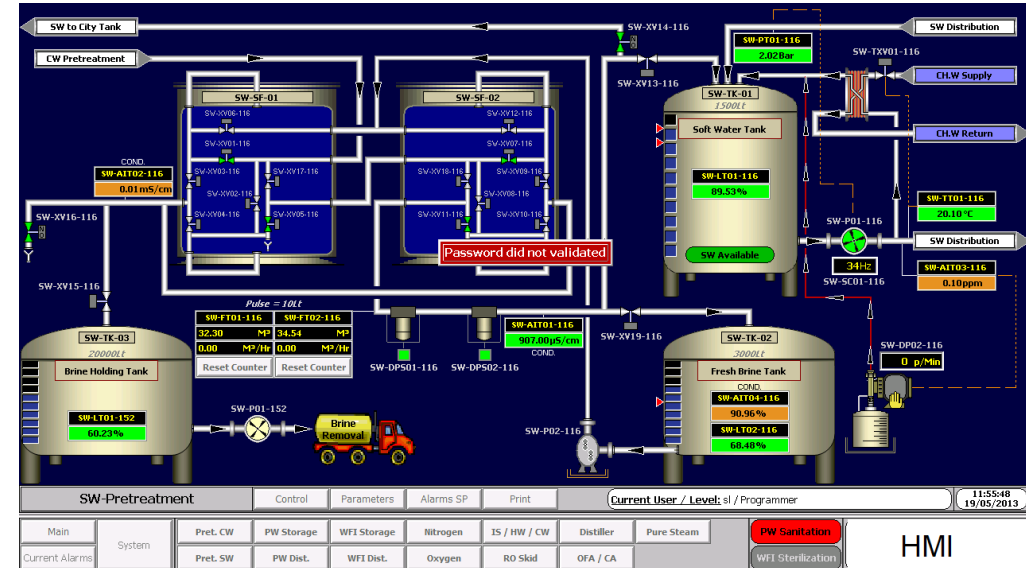 SW to City Tank
SW-XV14-116
SW-PT01-116
2.02Bar
SW Distribution
CW Pretreatment
SW-TXV01-116
CH.W Supply
SW-XV13-116
SW-SF-01
SW-SF-02
SW-TK-01
1500Lt
SW-XV06-116
SW-XV12-116
Soft Water Tank
CH.W Return
SW-XV01-116
SW-XV07-116
COND.
SW-AIT02-116
0.01mS/cm
SW-XV03-116
SW-XV17-116
SW-XV18-116
SW-XV09-116
SW-LT01-116
89.53%
SW-XV02-116
SW-XV08-116
SW-TT01-116
20.10°C
SW-XV16-116
SW-XV04-116
SW-XV05-116
SW-XV11-116
SW-XV10-116
SW-P01-116
SW Distribution
Password did not validated
SW Available
34Hz
SW-SC01-116
SW-AIT03-116
0.10ppm
SW-XV15-116
Pulse = 10Lt
SW-FT01-116
SW-FT02-116
32.30 M³
34.54 M³
0.00 M³/Hr
0.00 M³/Hr
Reset Counter
Reset Counter
SW-AIT01-116
907.00µS/cm
COND.
SW-XV19-116
SW-TK-03
20000Lt
SW-TK-02
3000Lt
SW-DP02-116
0 p/Min
Brine Holding Tank
SW-DPS01-116
SW-DPS02-116
Fresh Brine Tank
COND.
SW-AIT04-116
90.96%
SW-LT01-152
60.23%
SW-P01-152
Brine
Removal
SW-P02-116
SW-LT02-116
68.48%
SW-Pretreatment
Control
Parameters
Alarms SP
Print
Current User / Level: sl / Programmer
11:55:48
19/05/2013
Main
System
Pret. CW
PW Storage
WFI Storage
Nitrogen
IS / HW / CW
Distiller
Pure Steam
PW Sanitation
HMI
Current Alarms
Pret. SW
PW Dist.
WFI Dist.
Oxygen
RO Skid
OFA / CA
WFI Sterilization